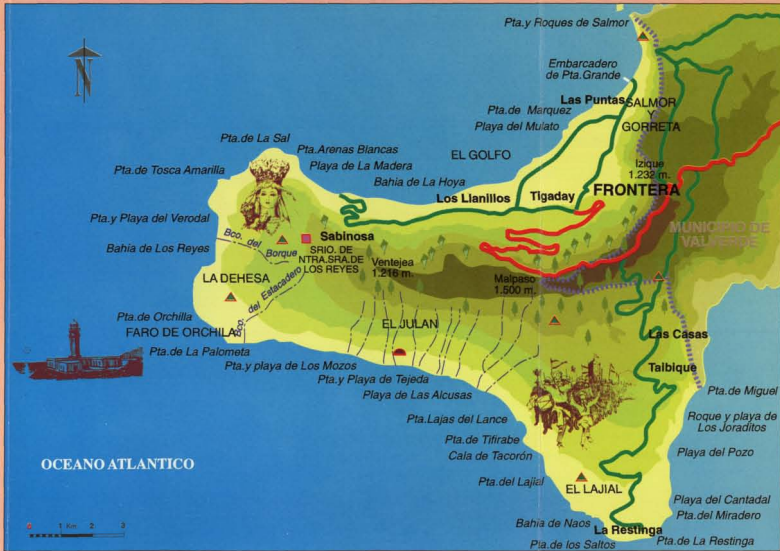 Pta.y Roques de Salmor
Embarcadero
de Pta.Grande
Las Puntas
SALMOR
Y
GORRETA
Pta.de Marquez
Playa del Mulato
EL GOLFO
Pta.de La Sal
Pta.Arenas Blancas
Playa de La Madera
Bahia de La Hoya
Pta.de Tosca Amarilla
Izique
1.232 m.
FRONTERA
Los Llanillos
Tigaday
Pta.y Playa del Verodal
Bahia de Los Reyes
Bco. del Borque
Sabinosa
SRIO. DE
NTRA.SRA.DE
LOS REYES
Ventejea
1.216 m.
MUNICIPIO DE
VALVERDE
LA DEHESA
Bco. del Estacadero
Malpaso
1.500 m.
Pta.de Orchilla
FARO DE ORCHILA
EL JULAN
Pta.de La Palometa
Pta.y playa de Los Mozos
Pta.y Playa de Tejeda
Playa de Las Alcusas
Las Casas
Taibique
Pta.de Miguel
Roque y playa de
Los Joraditos
Pta.Lajas del Lance
Pta.de Tifirabe
Cala de Tacorón
Playa del Pozo
OCEANO ATLANTICO
Pta.del Lajial
EL LAJIAL
Playa del Cantadal
Pta.del Miradero
Bahia de Naos
La Restinga
Pta.de los Saltos
Pta.de La Restinga
0 1 Km 2 3